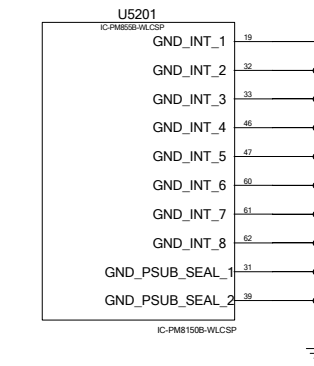 U5201
IC-PM855B-WLCSP
GND_INT_1 19
GND_INT_2 32
GND_INT_3 33
GND_INT_4 46
GND_INT_5 47
GND_INT_6 60
GND_INT_7 61
GND_INT_8 62
GND_PSUB_SEAL_1 31
GND_PSUB_SEAL_2 39
IC-PM8150B-WLCSP